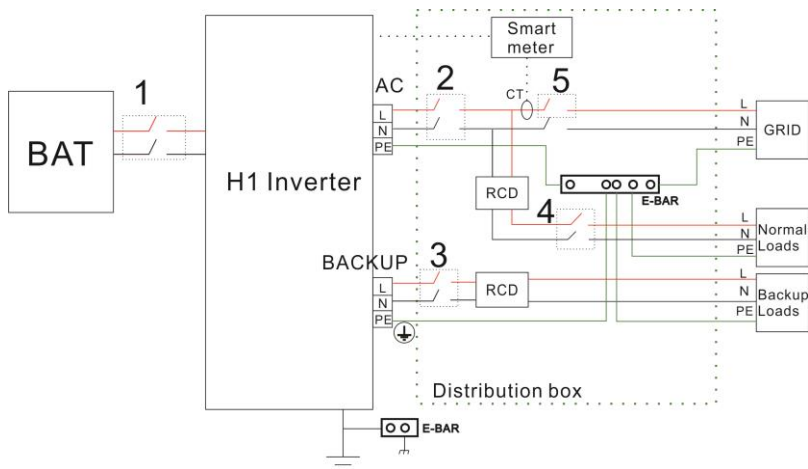 Smart
meter
1
AC
2
CT
5
L
N
PE
L
N
PE
GRID
BAT
H1 Inverter
RCD
E-BAR
4
L
N
PE
Normal
Loads
BACKUP
3
L
N
PE
RCD
L
N
PE
Backup
Loads
Distribution box
E-BAR